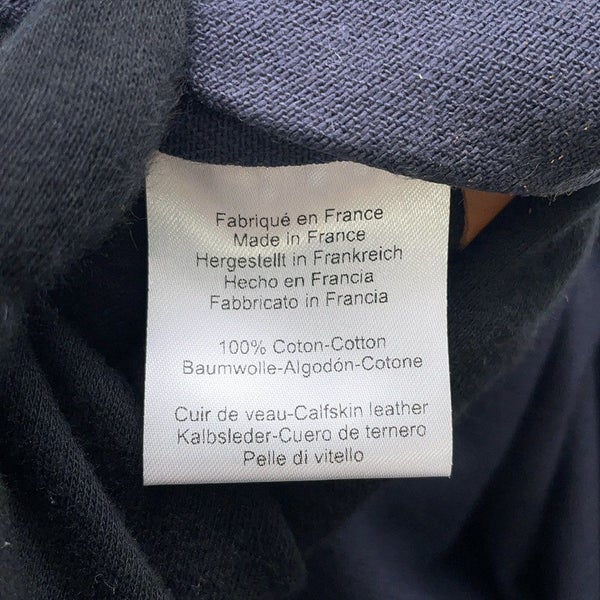 Fabriqué en France
Made in France
Hergestellt in Frankreich
Hecho en Francia
Fabbricato in Francia
100% Coton-Cotton
Baumwolle-Algodón-Cotone
Cuir de veau-Calfskin leather
Kalbsleder-Cuero de ternero
Pelle di vitello